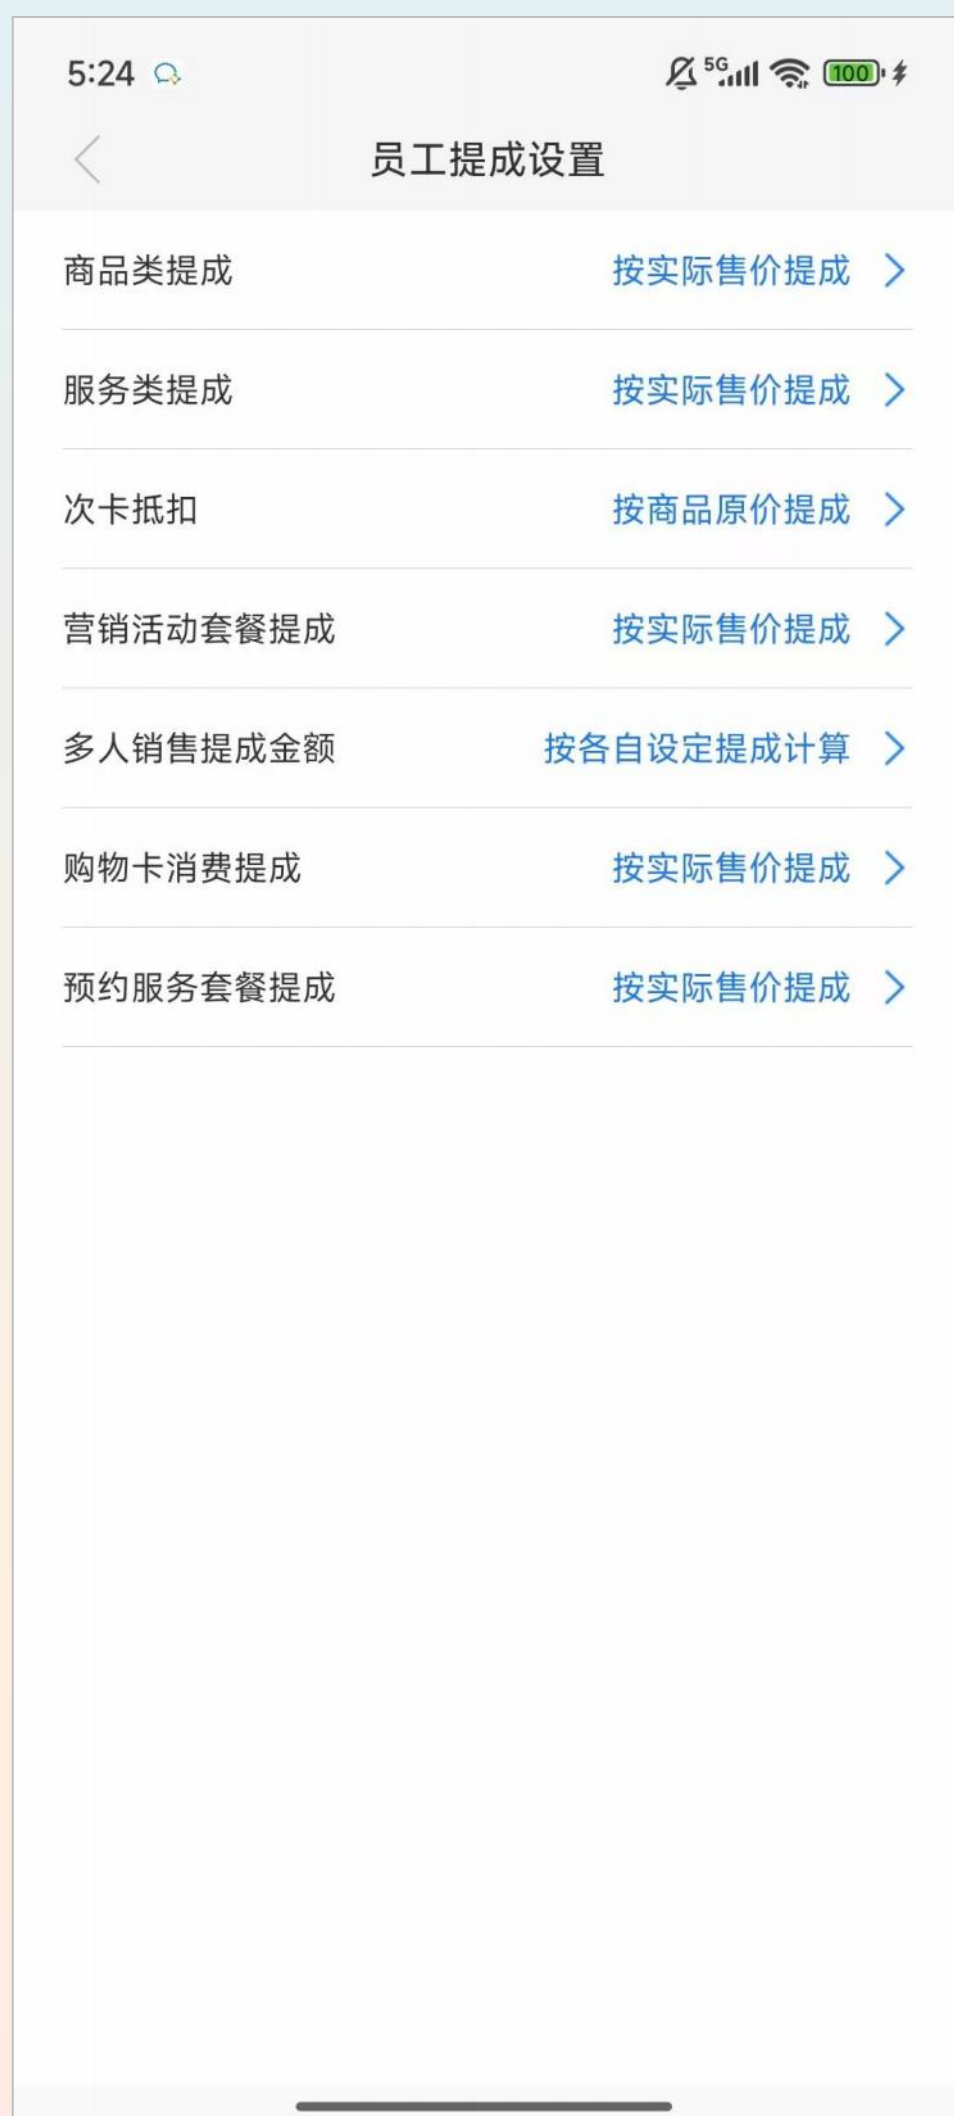 5:24 5G 100
员工提成设置
商品类提成 按实际售价提成
服务类提成 按实际售价提成
次卡抵扣 按商品原价提成
营销活动套餐提成 按实际售价提成
多人销售提成金额 按各自设定提成计算
购物卡消费提成 按实际售价提成
预约服务套餐提成 按实际售价提成